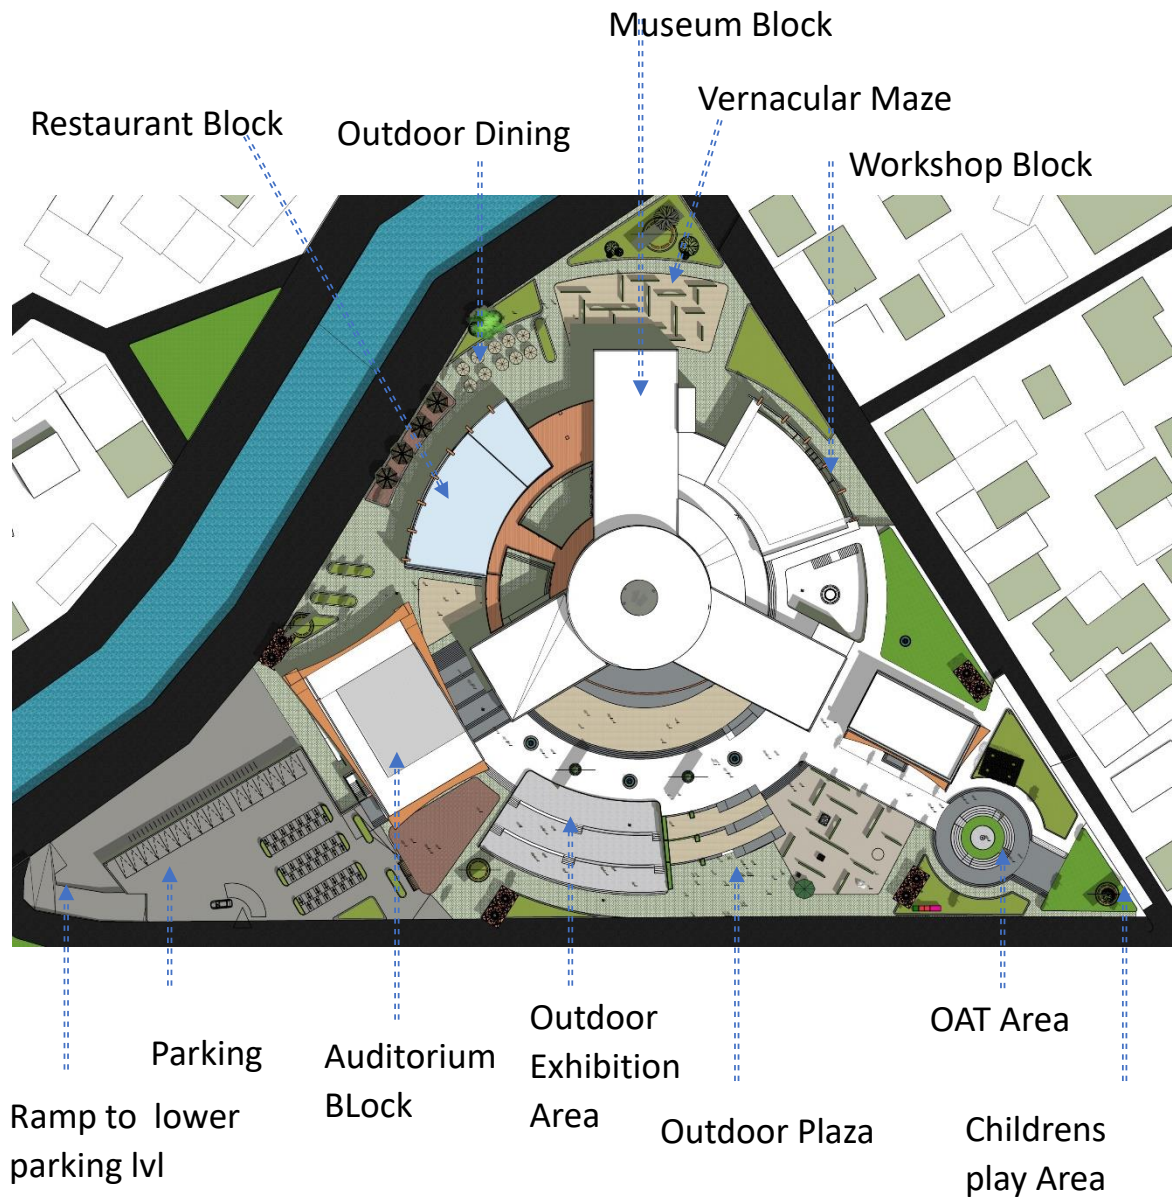 Museum Block
Vernacular Maze
Restaurant Block
Outdoor Dining
Workshop Block
Outdoor
Exhibition
Area
OAT Area
Parking
Auditorium
BLock
Ramp to lower
parking lvl
Outdoor Plaza
Childrens
play Area